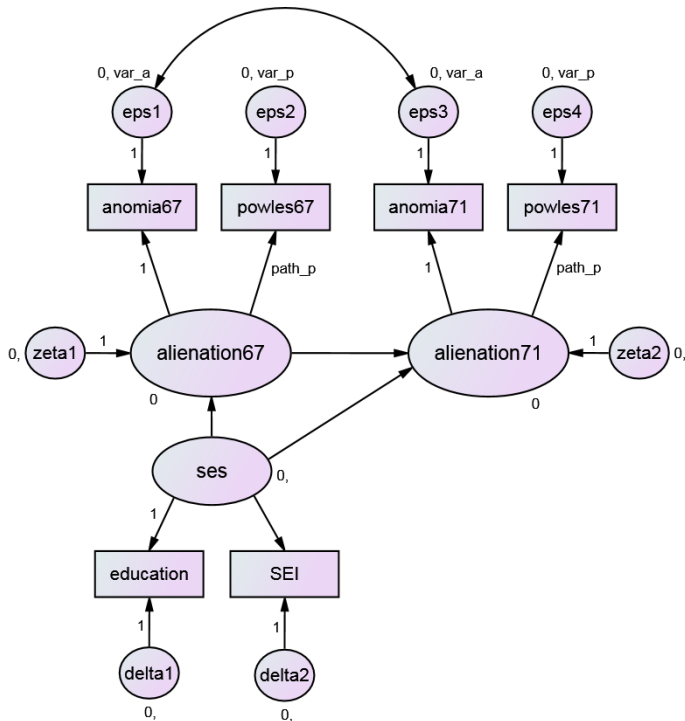 0, var_a
0, var_p
0, var_a
0, var_p
eps1
eps2
eps3
eps4
1
1
1
1
anomia67
powles67
anomia71
powles71
1
path_p
1
path_p
0,
zeta1
1
alienation67
alienation71
1
zeta2
0,
0
0
ses
0,
1
education
SEI
1
1
delta1
delta2
0,
0,